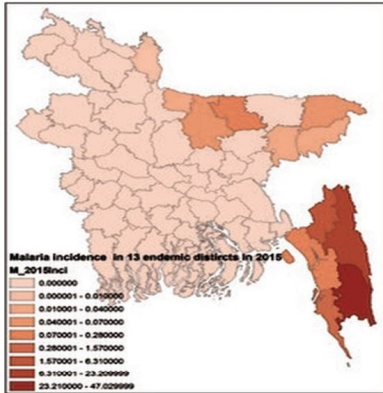 Malaria incidence in 13 endemic distircts in 2015
M_2015Inci
0.000000
0.000001 - 0.010000
0.010001 - 0.040000
0.040001 - 0.070000
0.070001 - 0.280000
0.280001 - 1.570000
1.570001 - 6.310000
6.310001 - 23.209999
23.210000 - 47.029999